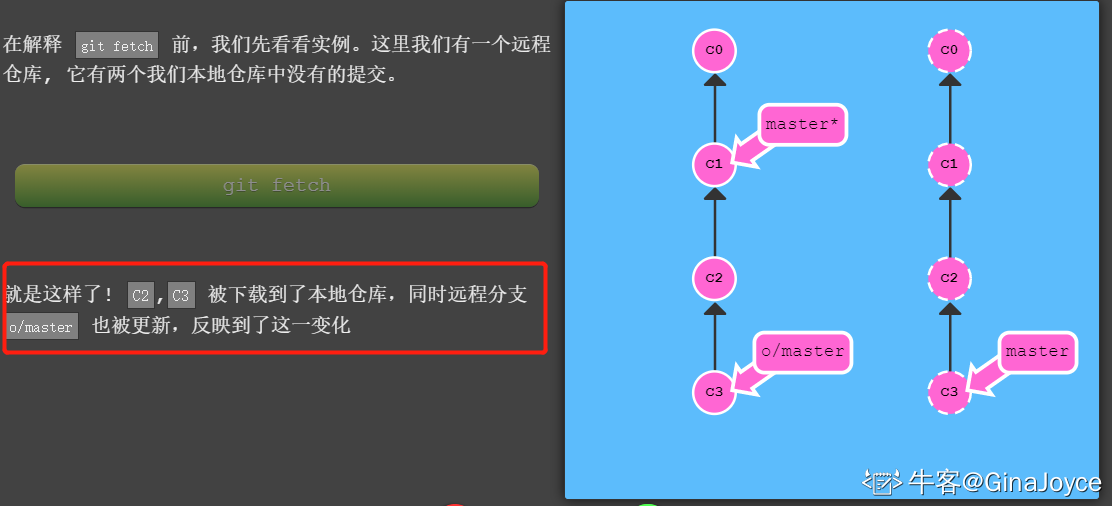 在解释 git fetch 前，我们先看看实例。这里我们有一个远程
仓库, 它有两个我们本地仓库中没有的提交。
git fetch
就是这样了! C2,C3 被下载到了本地仓库，同时远程分支
o/master 也被更新，反映到了这一变化
C0
master*
C1
C2
o/master
C3
C0
C1
C2
master
C3
牛客@GinaJoyce